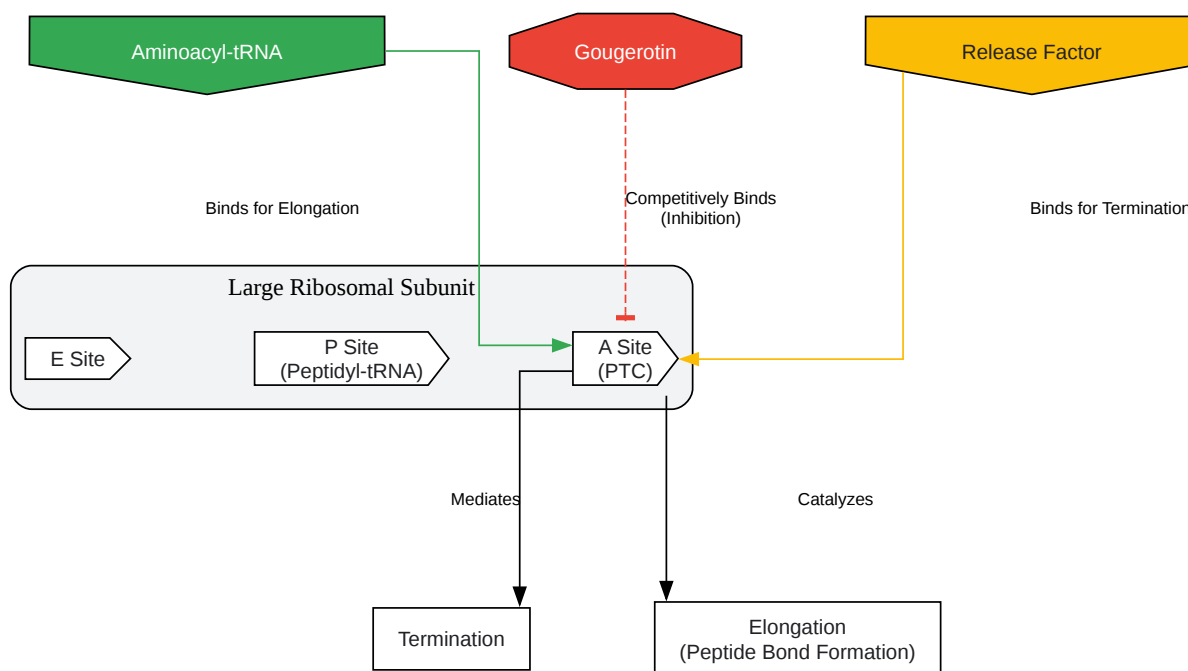 Aminoacyl-tRNA
Gougerotin
Release Factor
Binds for Elongation
Competitively Binds
(Inhibition)
Binds for Termination
Large Ribosomal Subunit
E Site
P Site
(Peptidyl-tRNA)
A Site
(PTC)
Mediates
Catalyzes
Termination
Elongation
(Peptide Bond Formation)